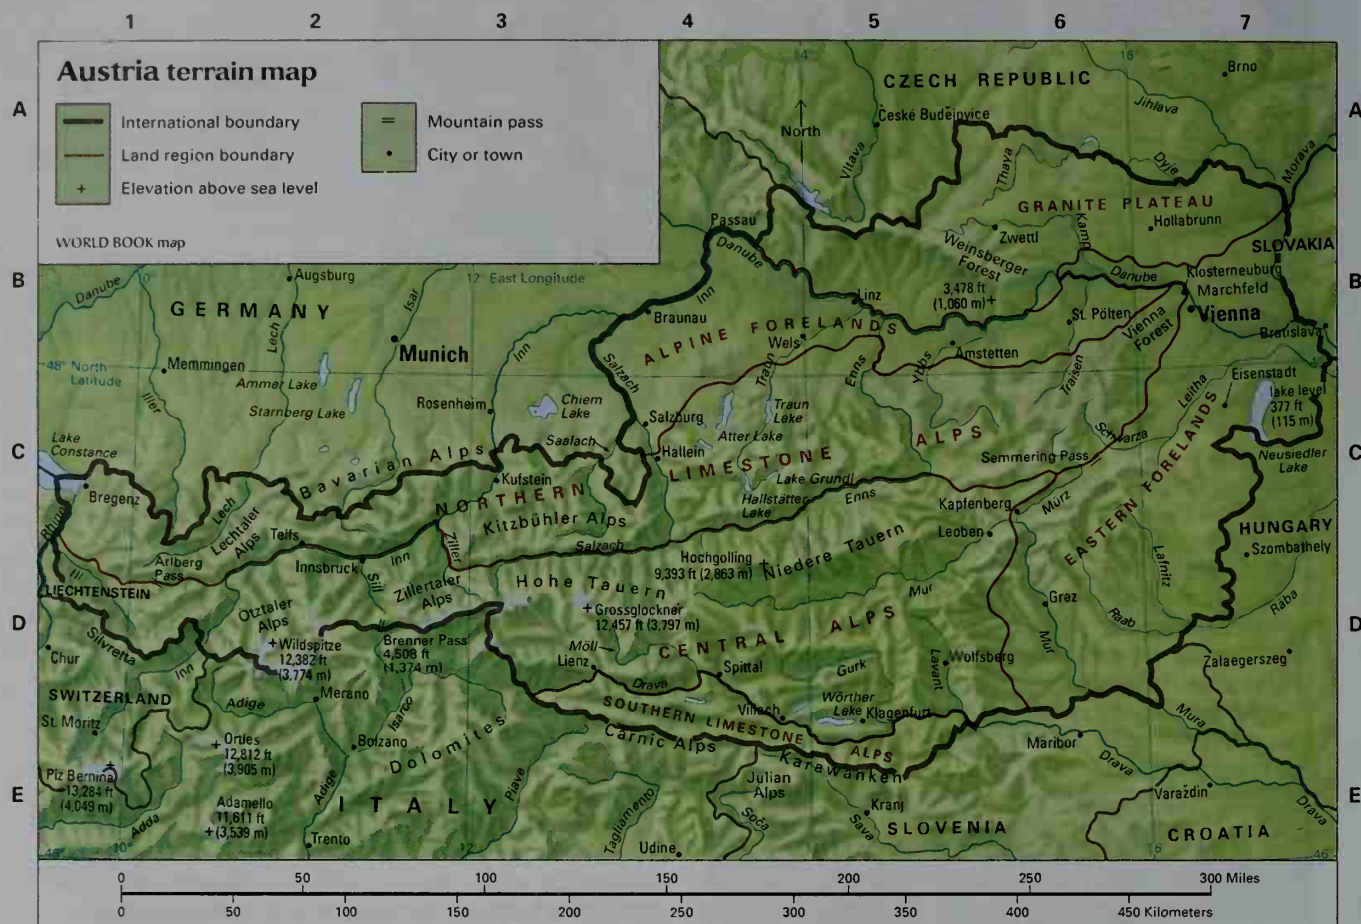 1 2 3 4 5 6 7
Austria terrain map
International boundary
Land region boundary
Elevation above sea level
Mountain pass
City or town
WORLD BOOK map
A
A
B
B
C
C
D
D
E
E
CZECH REPUBLIC
Brno
14
16°
North
České Budějovice
Jihlava
Vltava
Thaya
Dyje
Morava
GRANITE PLATEAU
Passau
Zwettl
Kamp
Hollabrunn
SLOVAKIA
Danube
Weinsberger
Forest
3,478 ft
(1,060 m)
Danube
Klosterneuburg
Marchfeld
Danube
10
Augsburg
12° East Longitude
Isar
Inn
Linz
St. Pölten
Vienna
Forest
Vienna
Bratislava
GERMANY
Lech
Braunau
ALPINE FORELANDS
Wels
Munich
Inn
Salzach
Traun
Enns
Ybbs
Amstetten
Traisen
48° North
Latitude
Memmingen
Ammer Lake
Starnberg Lake
Iller
Rosenheim
Chiem
Lake
Salzburg
Traun
Lake
Atter Lake
Leitha
Eisenstadt
lake level
377 ft
(115 m)
Neusiedler
Lake
Lake
Constance
Bavarian Alps
Saalach
Hallein
LIMESTONE
ALPS
Schwarza
Semmering Pass
EASTERN FORELANDS
Bregenz
Kufstein
NORTHERN
Kitzbühler Alps
Lake Grundl
Hallstätter
Lake
Enns
Kapfenberg
Mürz
Rhine
Lech
Lechtaler
Alps
Telfs
Ziller
Salzach
Leoben
HUNGARY
Szombathely
Arlberg
Pass
Innsbruck
Inn
Sill
Zillertaler
Alps
Hochgolling
9,393 ft (2,863 m)
Niedere Tauern
Lafnitz
Ill
LIECHTENSTEIN
Ötztaler
Alps
Hohe Tauern
Grossglockner
12,457 ft (3,797 m)
Mur
Graz
Raab
Rába
Silvretta
Chur
Inn
Wildspitze
12,382 ft
(3,774 m)
Brenner Pass
4,508 ft
(1,374 m)
Möll
Lienz
CENTRAL ALPS
Mur
Zalaegerszeg
SWITZERLAND
Adige
Merano
Isarco
Drava
Spittal
Gurk
Lavant
Wolfsberg
St. Moritz
SOUTHERN LIMESTONE
ALPS
Villach
Wörther
Lake
Klagenfurt
Mura
Ortles
12,812 ft
(3,905 m)
Bolzano
Dolomites
Carnic Alps
Karawanken
Maribor
Drava
Piz Bernina
13,284 ft
(4,049 m)
Adamello
11,611 ft
(3,539 m)
Adige
ITALY
Piave
Tagliamento
Julian
Alps
Kranj
Varaždin
Drava
Adda
Trento
Udine
Soča
Sava
SLOVENIA
CROATIA
46°
10°
12
16
46
0 50 100 150 200 250 300 Miles
0 50 100 150 200 250 300 350 400 450 Kilometers